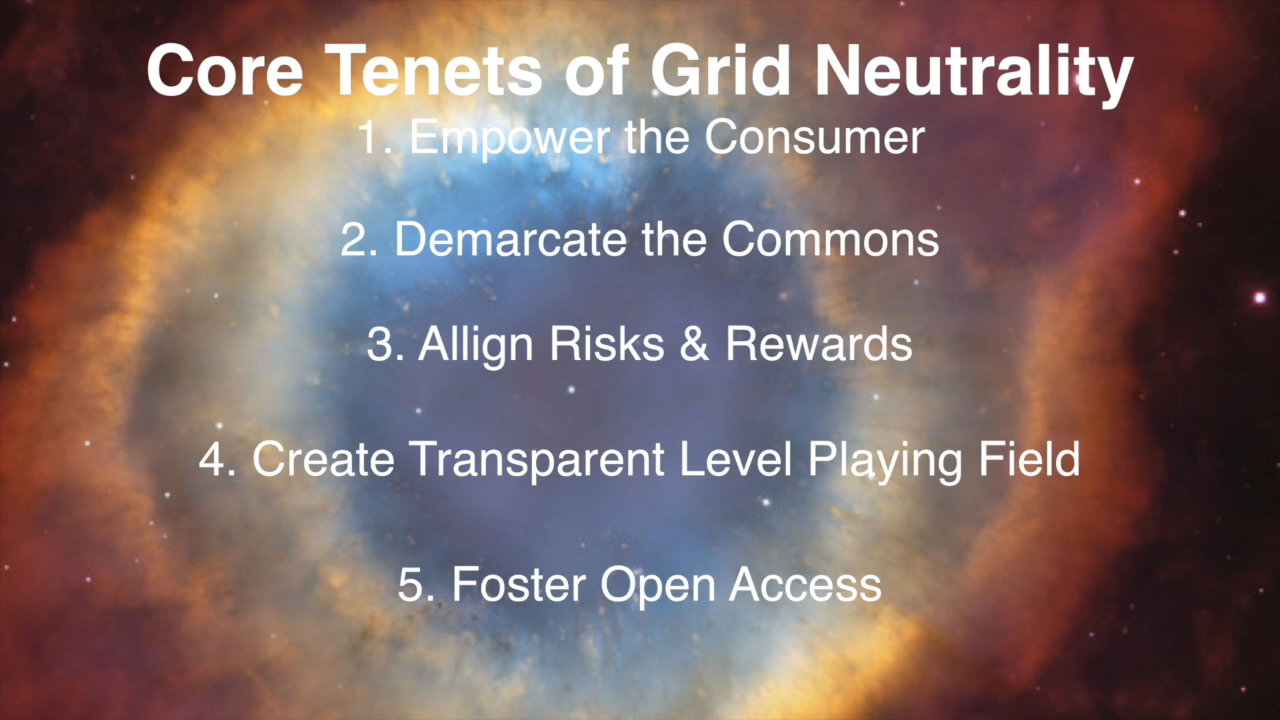 Core Tenets of Grid Neutrality
1. Empower the Consumer
2. Demarcate the Commons
3. Allign Risks & Rewards
4. Create Transparent Level Playing Field
5. Foster Open Access